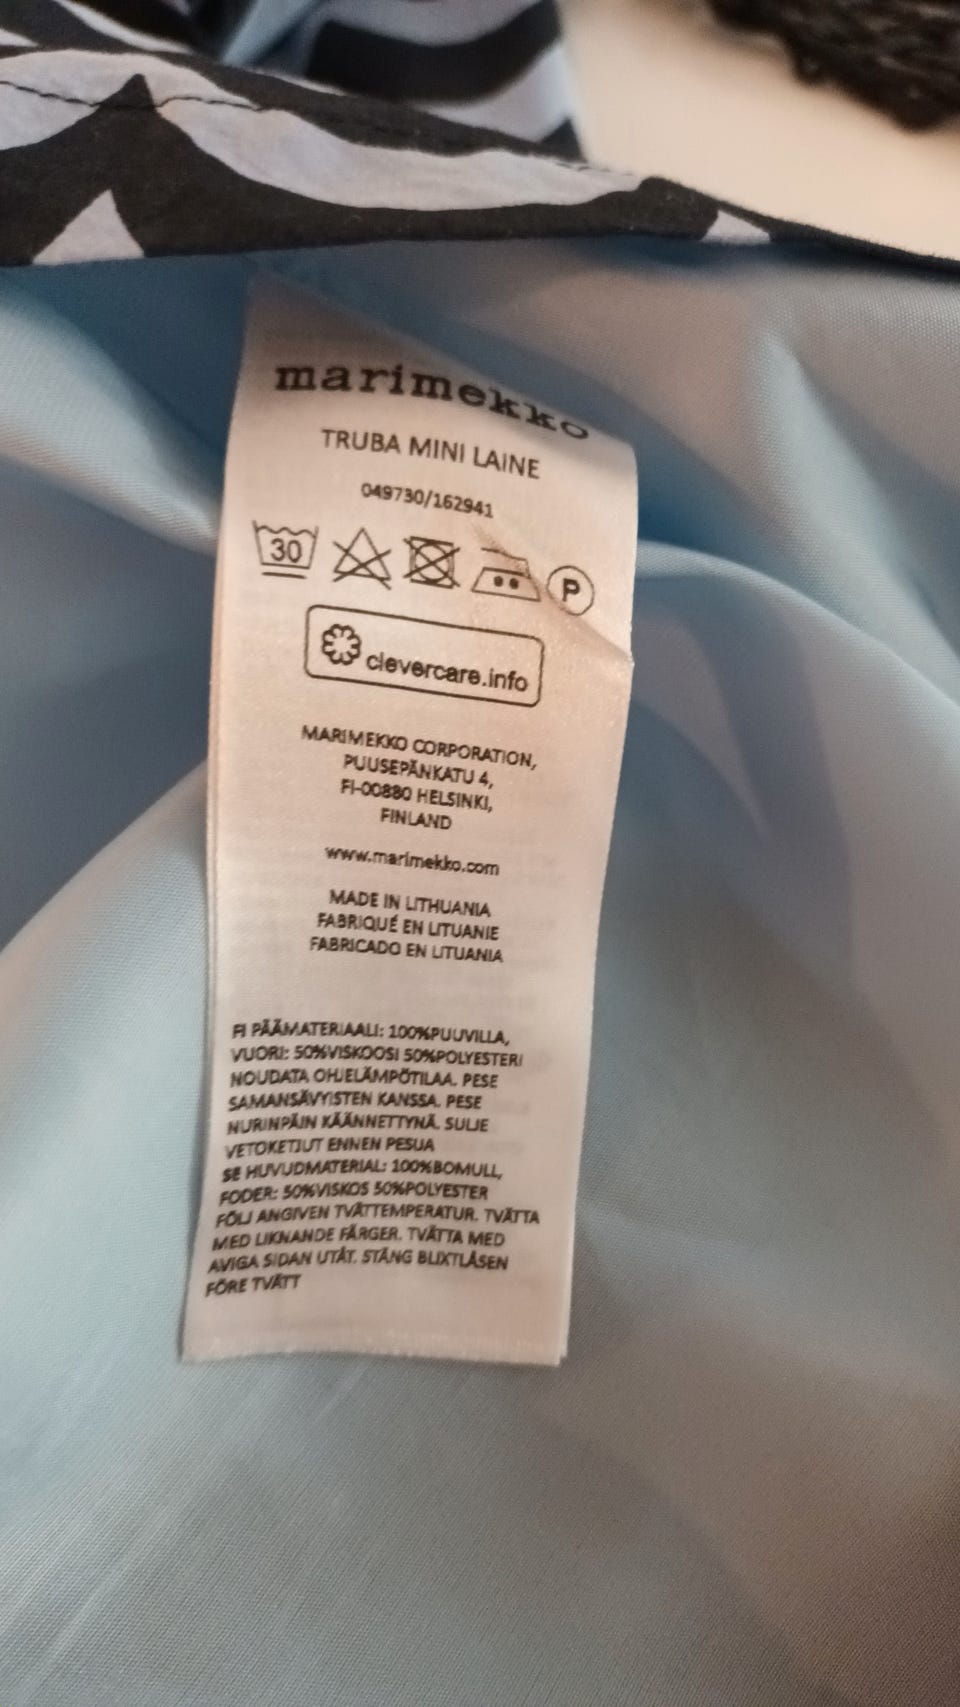 marimekko
TRUBA MINI LAINE
049730/162941
30
P
clevercare.info
MARIMEKKO CORPORATION,
PUUSEPÄNKATU 4,
FI-00880 HELSINKI,
FINLAND
www.marimekko.com
MADE IN LITHUANIA
FABRIQUÉ EN LITUANIE
FABRICADO EN LITUANIA
FI PÄÄMATERIAALI: 100%PUUVILLA,
VUORI: 50%VISKOOSI 50%POLYESTERI
NOUDATA OHJELÄMPÖTILAA. PESE
SAMANSÄVYISTEN KANSSA. PESE
NURINPÄIN KÄÄNNETTYNÄ. SULJE
VETOKETJUT ENNEN PESUA
SE HUVUDMATERIAL: 100%BOMULL,
FODER: 50%VISKOS 50%POLYESTER
FÖLJ ANGIVEN TVÄTTEMPERATUR. TVÄTTA
MED LIKNANDE FÄRGER. TVÄTTA MED
AVIGA SIDAN UTÅT. STÄNG BLIXTLÅSEN
FÖRE TVÄTT